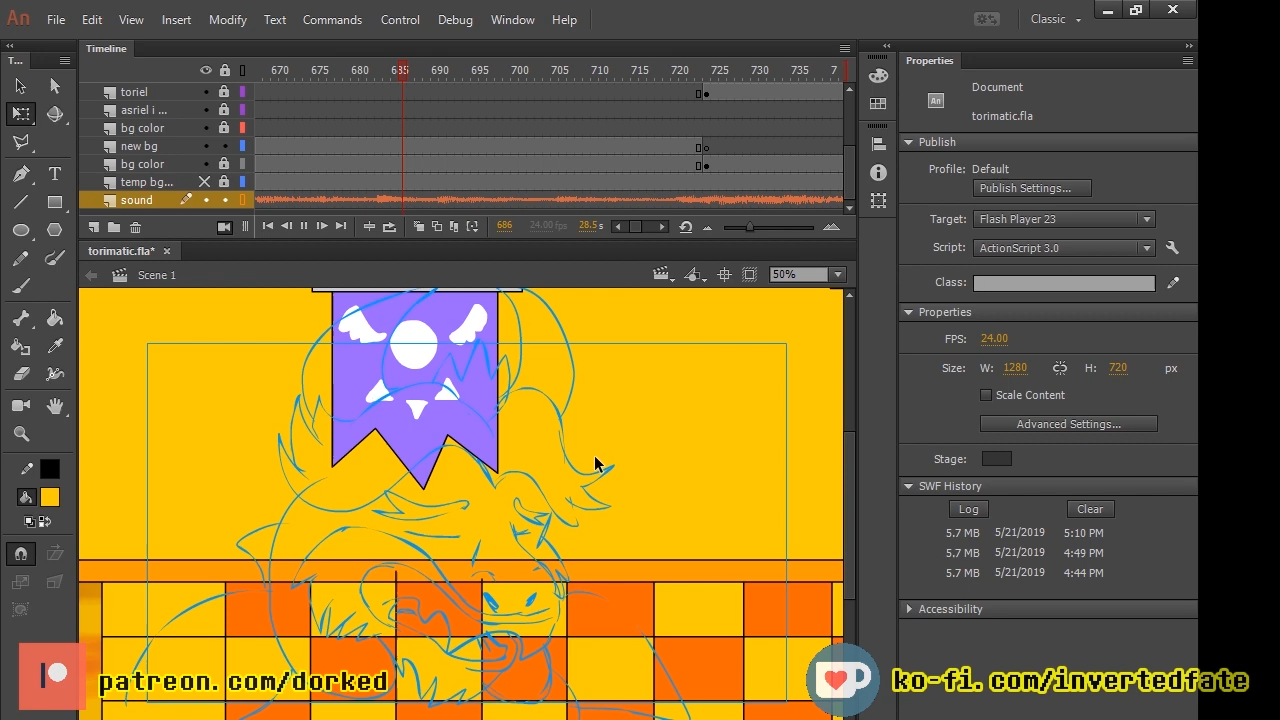 An File Edit View Insert Modify Text Commands Control Debug Window Help Classic
T... Timeline Properties
670 675 680 685 690 695 700 705 710 715 720 725 730 735 7
toriel
asriel i ...
bg color
new bg
bg color
temp bg...
sound
686 24.00 fps 28.5 s
torimatic.fla*
Scene 1 50%
An Document
torimatic.fla
Publish
Profile: Default
Publish Settings...
Target: Flash Player 23
Script: ActionScript 3.0
Class:
Properties
FPS: 24.00
Size: W: 1280 H: 720 px
Scale Content
Advanced Settings...
Stage:
SWF History
Log Clear
5.7 MB 5/21/2019 5:10 PM
5.7 MB 5/21/2019 4:49 PM
5.7 MB 5/21/2019 4:44 PM
Accessibility
patreon.com/dorked
ko-fi.com/invertedfate